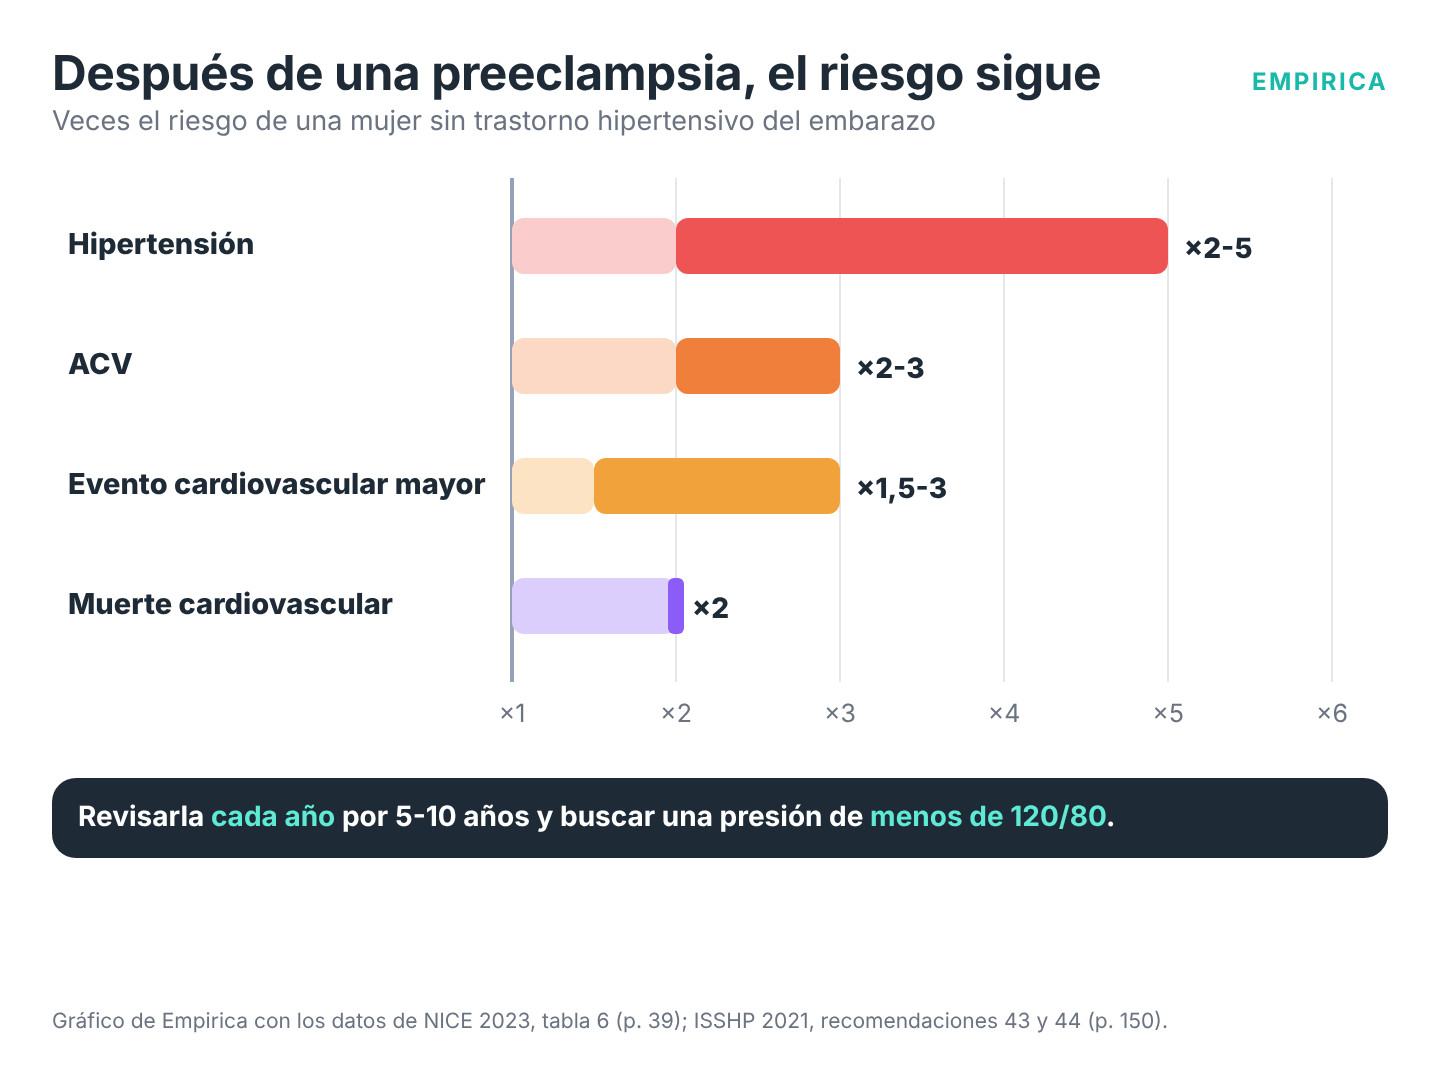 Después de una preeclampsia, el riesgo sigue
EMPIRICA
Veces el riesgo de una mujer sin trastorno hipertensivo del embarazo
Hipertensión
×2-5
ACV
×2-3
Evento cardiovascular mayor
×1,5-3
Muerte cardiovascular
×2
×1 ×2 ×3 ×4 ×5 ×6
Revisarla cada año por 5-10 años y buscar una presión de menos de 120/80.
Gráfico de Empirica con los datos de NICE 2023, tabla 6 (p. 39); ISSHP 2021, recomendaciones 43 y 44 (p. 150).